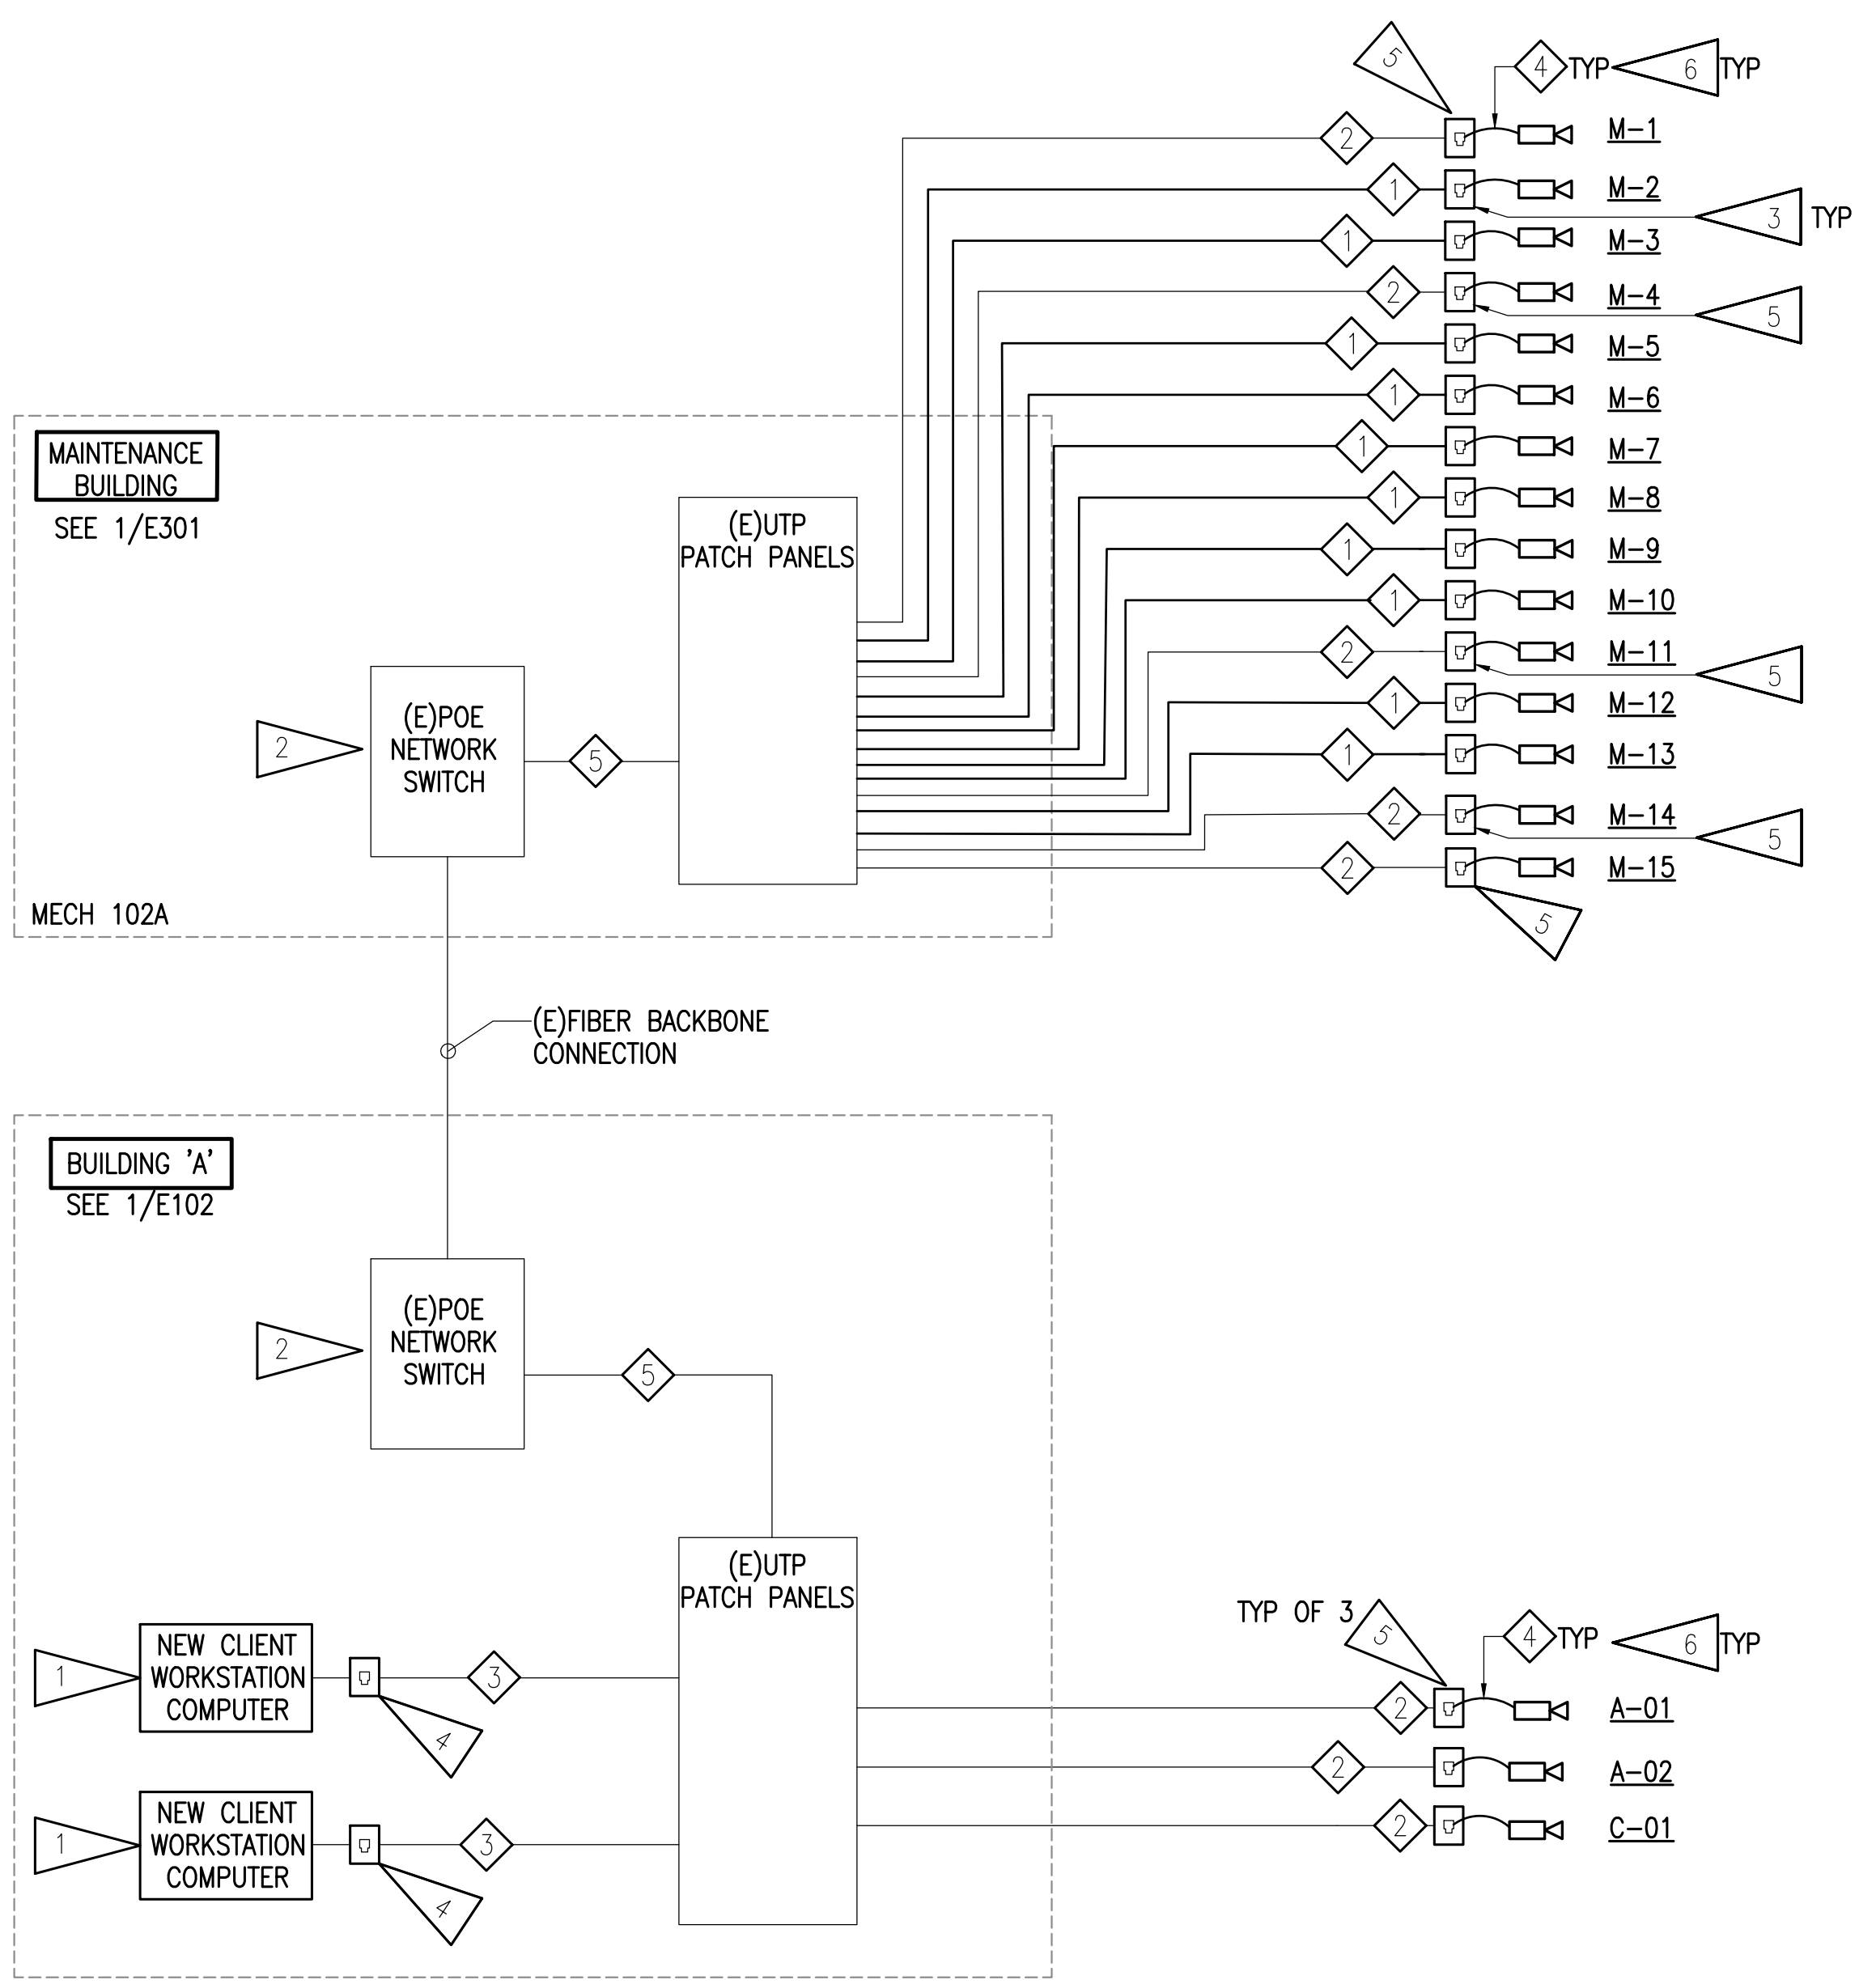 5
4
TYP
6
TYP
2
M-1
1
M-2
3
TYP
1
M-3
2
M-4
5
1
M-5
1
M-6
1
M-7
1
M-8
1
M-9
1
M-10
2
M-11
5
1
M-12
1
M-13
2
M-14
5
2
M-15
5
MAINTENANCE
BUILDING
SEE 1/E301
(E)UTP
PATCH PANELS
2
(E)POE
NETWORK
SWITCH
5
MECH 102A
(E)FIBER BACKBONE
CONNECTION
BUILDING 'A'
SEE 1/E102
2
(E)POE
NETWORK
SWITCH
5
(E)UTP
PATCH PANELS
1
NEW CLIENT
WORKSTATION
COMPUTER
3
4
1
NEW CLIENT
WORKSTATION
COMPUTER
3
4
TYP OF 3
5
4
TYP
6
TYP
2
A-01
2
A-02
2
C-01